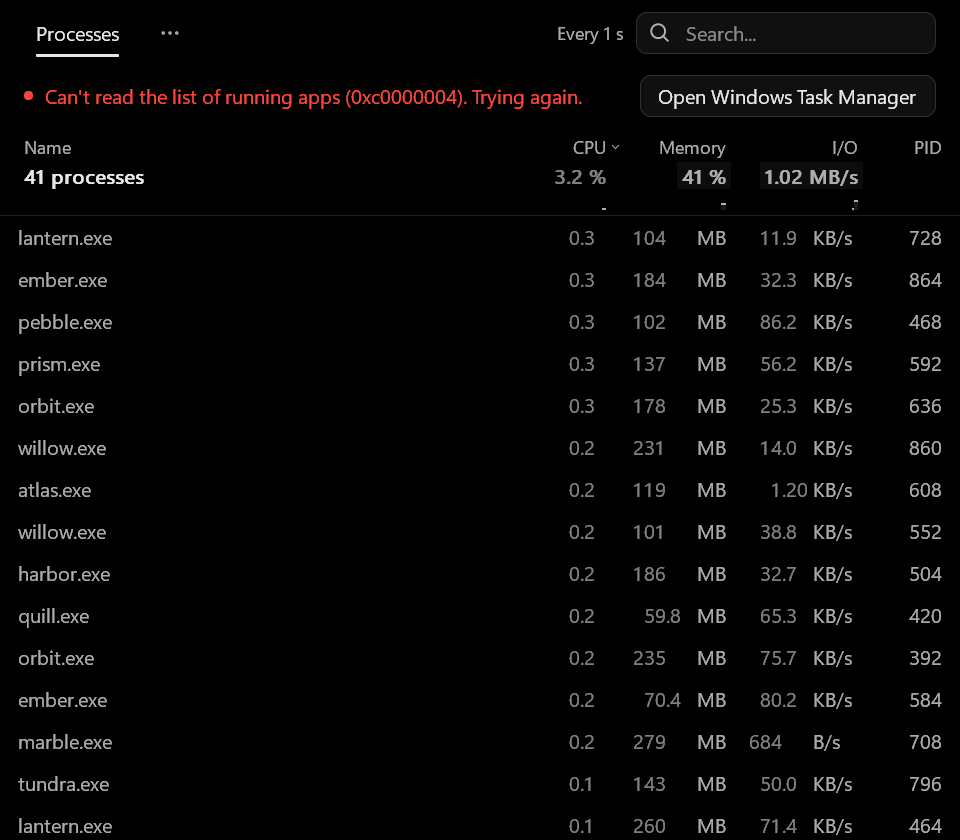 Processes ··· Every 1 s Search...
Can't read the list of running apps (0xc0000004). Trying again. Open Windows Task Manager
Name CPU Memory I/O PID
41 processes 3.2 % 41 % 1.02 MB/s
- - -
lantern.exe 0.3 104 MB 11.9 KB/s 728
ember.exe 0.3 184 MB 32.3 KB/s 864
pebble.exe 0.3 102 MB 86.2 KB/s 468
prism.exe 0.3 137 MB 56.2 KB/s 592
orbit.exe 0.3 178 MB 25.3 KB/s 636
willow.exe 0.2 231 MB 14.0 KB/s 860
atlas.exe 0.2 119 MB 1.20 KB/s 608
willow.exe 0.2 101 MB 38.8 KB/s 552
harbor.exe 0.2 186 MB 32.7 KB/s 504
quill.exe 0.2 59.8 MB 65.3 KB/s 420
orbit.exe 0.2 235 MB 75.7 KB/s 392
ember.exe 0.2 70.4 MB 80.2 KB/s 584
marble.exe 0.2 279 MB 684 B/s 708
tundra.exe 0.1 143 MB 50.0 KB/s 796
lantern.exe 0.1 260 MB 71.4 KB/s 464